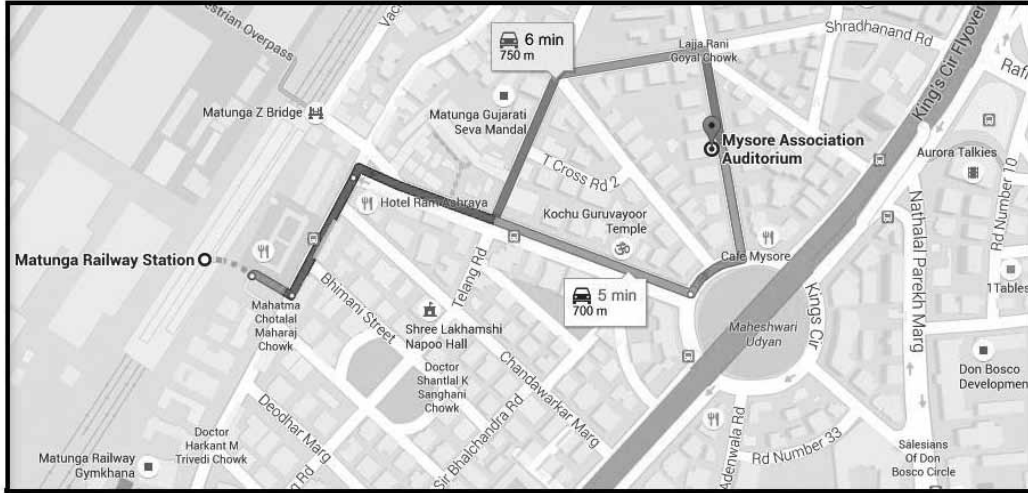 Pedestrian Overpass
Matunga Z Bridge
6 min
750 m
Matunga Gujarati
Seva Mandal
Lajja Rani
Goyal Chowk
Shradhanand Rd
King's Cir Flyover
Mysore Association
Auditorium
Aurora Talkies
T Cross Rd 2
Hotel Ram Ashraya
Kochu Guruvayoor
Temple
Cafe Mysore
Rd Number 10
Nathalal Parekh Marg
Matunga Railway Station
Telang Rd
5 min
700 m
1Tables
Mahatma
Chotalal
Maharaj
Chowk
Bhimani Street
Shree Lakhamshi
Napoo Hall
Maheshwari
Udyan
Kings Cir
Don Bosco
Development
Doctor
Shantlal K
Sanghani
Chowk
Chandawarkar Marg
Deodhar Marg
Sir Bhalchandra Rd
Adenwala Rd
Rd Number 33
Doctor
Harkant M
Trivedi Chowk
Salesians
Of Don
Bosco Circle
Matunga Railway
Gymkhana